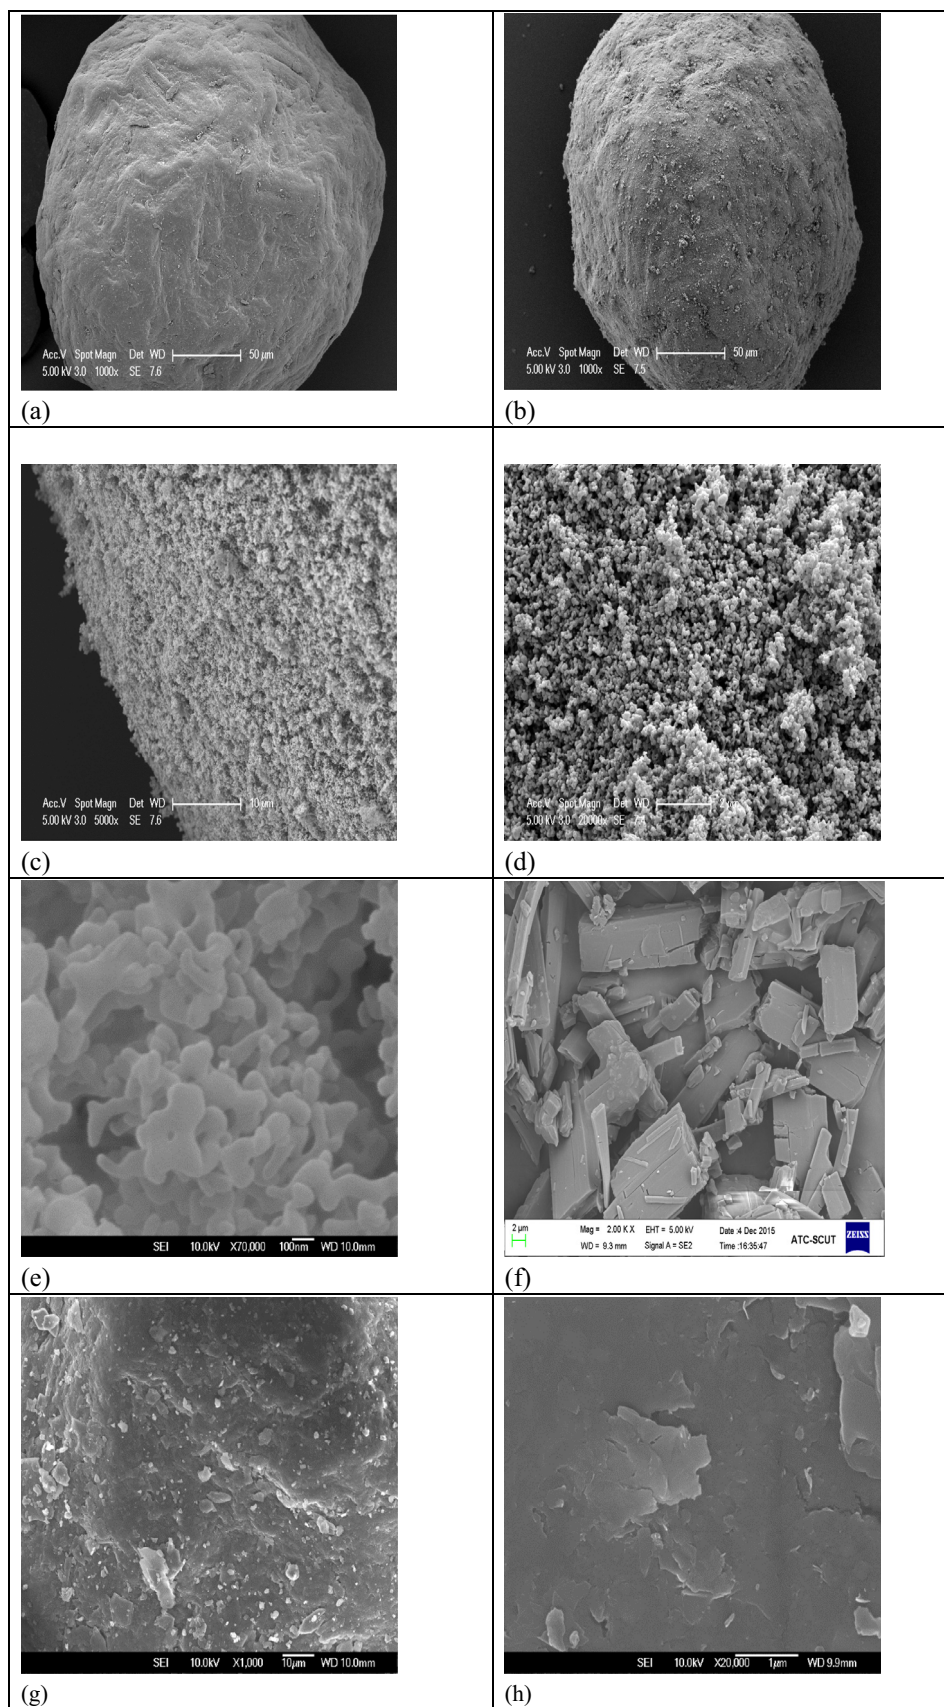 Acc.V Spot Magn Det WD 50 µm
5.00 kV 3.0 1000x SE 7.6
(a)
Acc.V Spot Magn Det WD 50 µm
5.00 kV 3.0 1000x SE 7.5
(b)
Acc.V Spot Magn Det WD 10 µm
5.00 kV 3.0 5000x SE 7.6
(c)
Acc.V Spot Magn Det WD 2 µm
5.00 kV 3.0 20000x SE
(d)
SEI 10.0kV X70,000 100nm WD 10.0mm
(e)
2 µm
Mag = 2.00 K X EHT = 5.00 kV Date :4 Dec 2015
WD = 9.3 mm Signal A = SE2 Time :16:35:47
ATC-SCUT
ZEISS
(f)
SEI 10.0kV X1,000 10µm WD 10.0mm
(g)
SEI 10.0kV X20,000 1µm WD 9.9mm
(h)